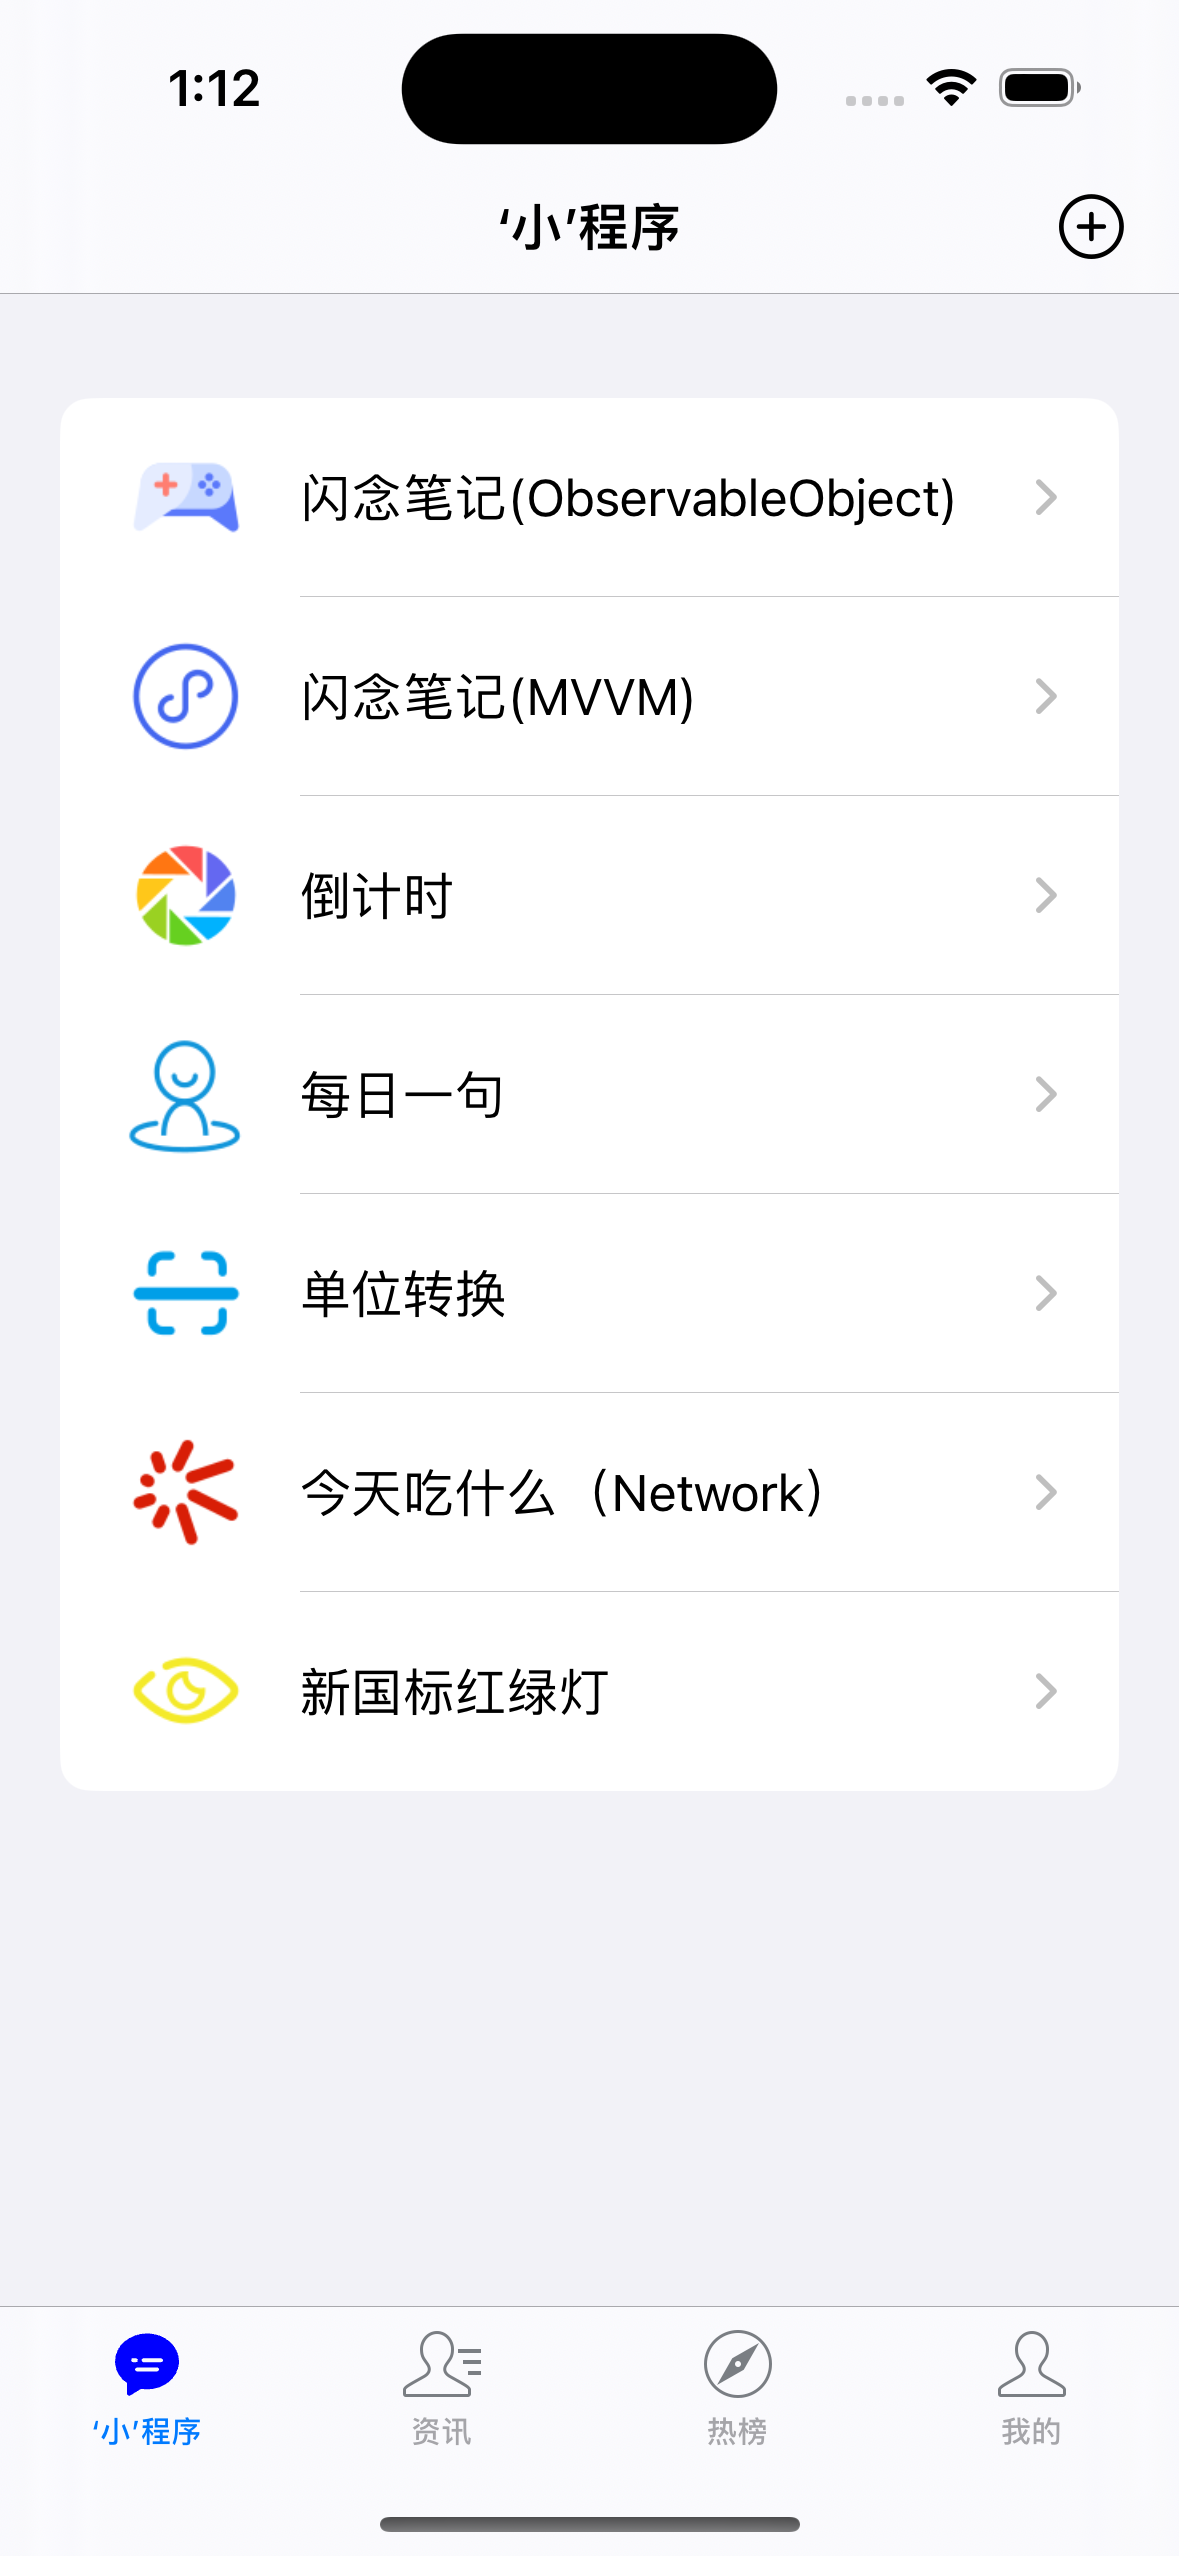 1:12
‘小’程序
闪念笔记(ObservableObject)
闪念笔记(MVVM)
倒计时
每日一句
单位转换
今天吃什么（Network）
新国标红绿灯
‘小’程序
资讯
热榜
我的